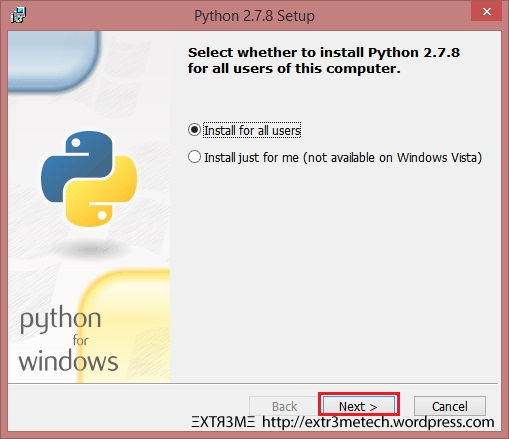 Python 2.7.8 Setup
Select whether to install Python 2.7.8
for all users of this computer.
Install for all users
Install just for me (not available on Windows Vista)
python
for
windows
Back
Next >
Cancel
ΞXTЯ3MΞ http://extr3metech.wordpress.com